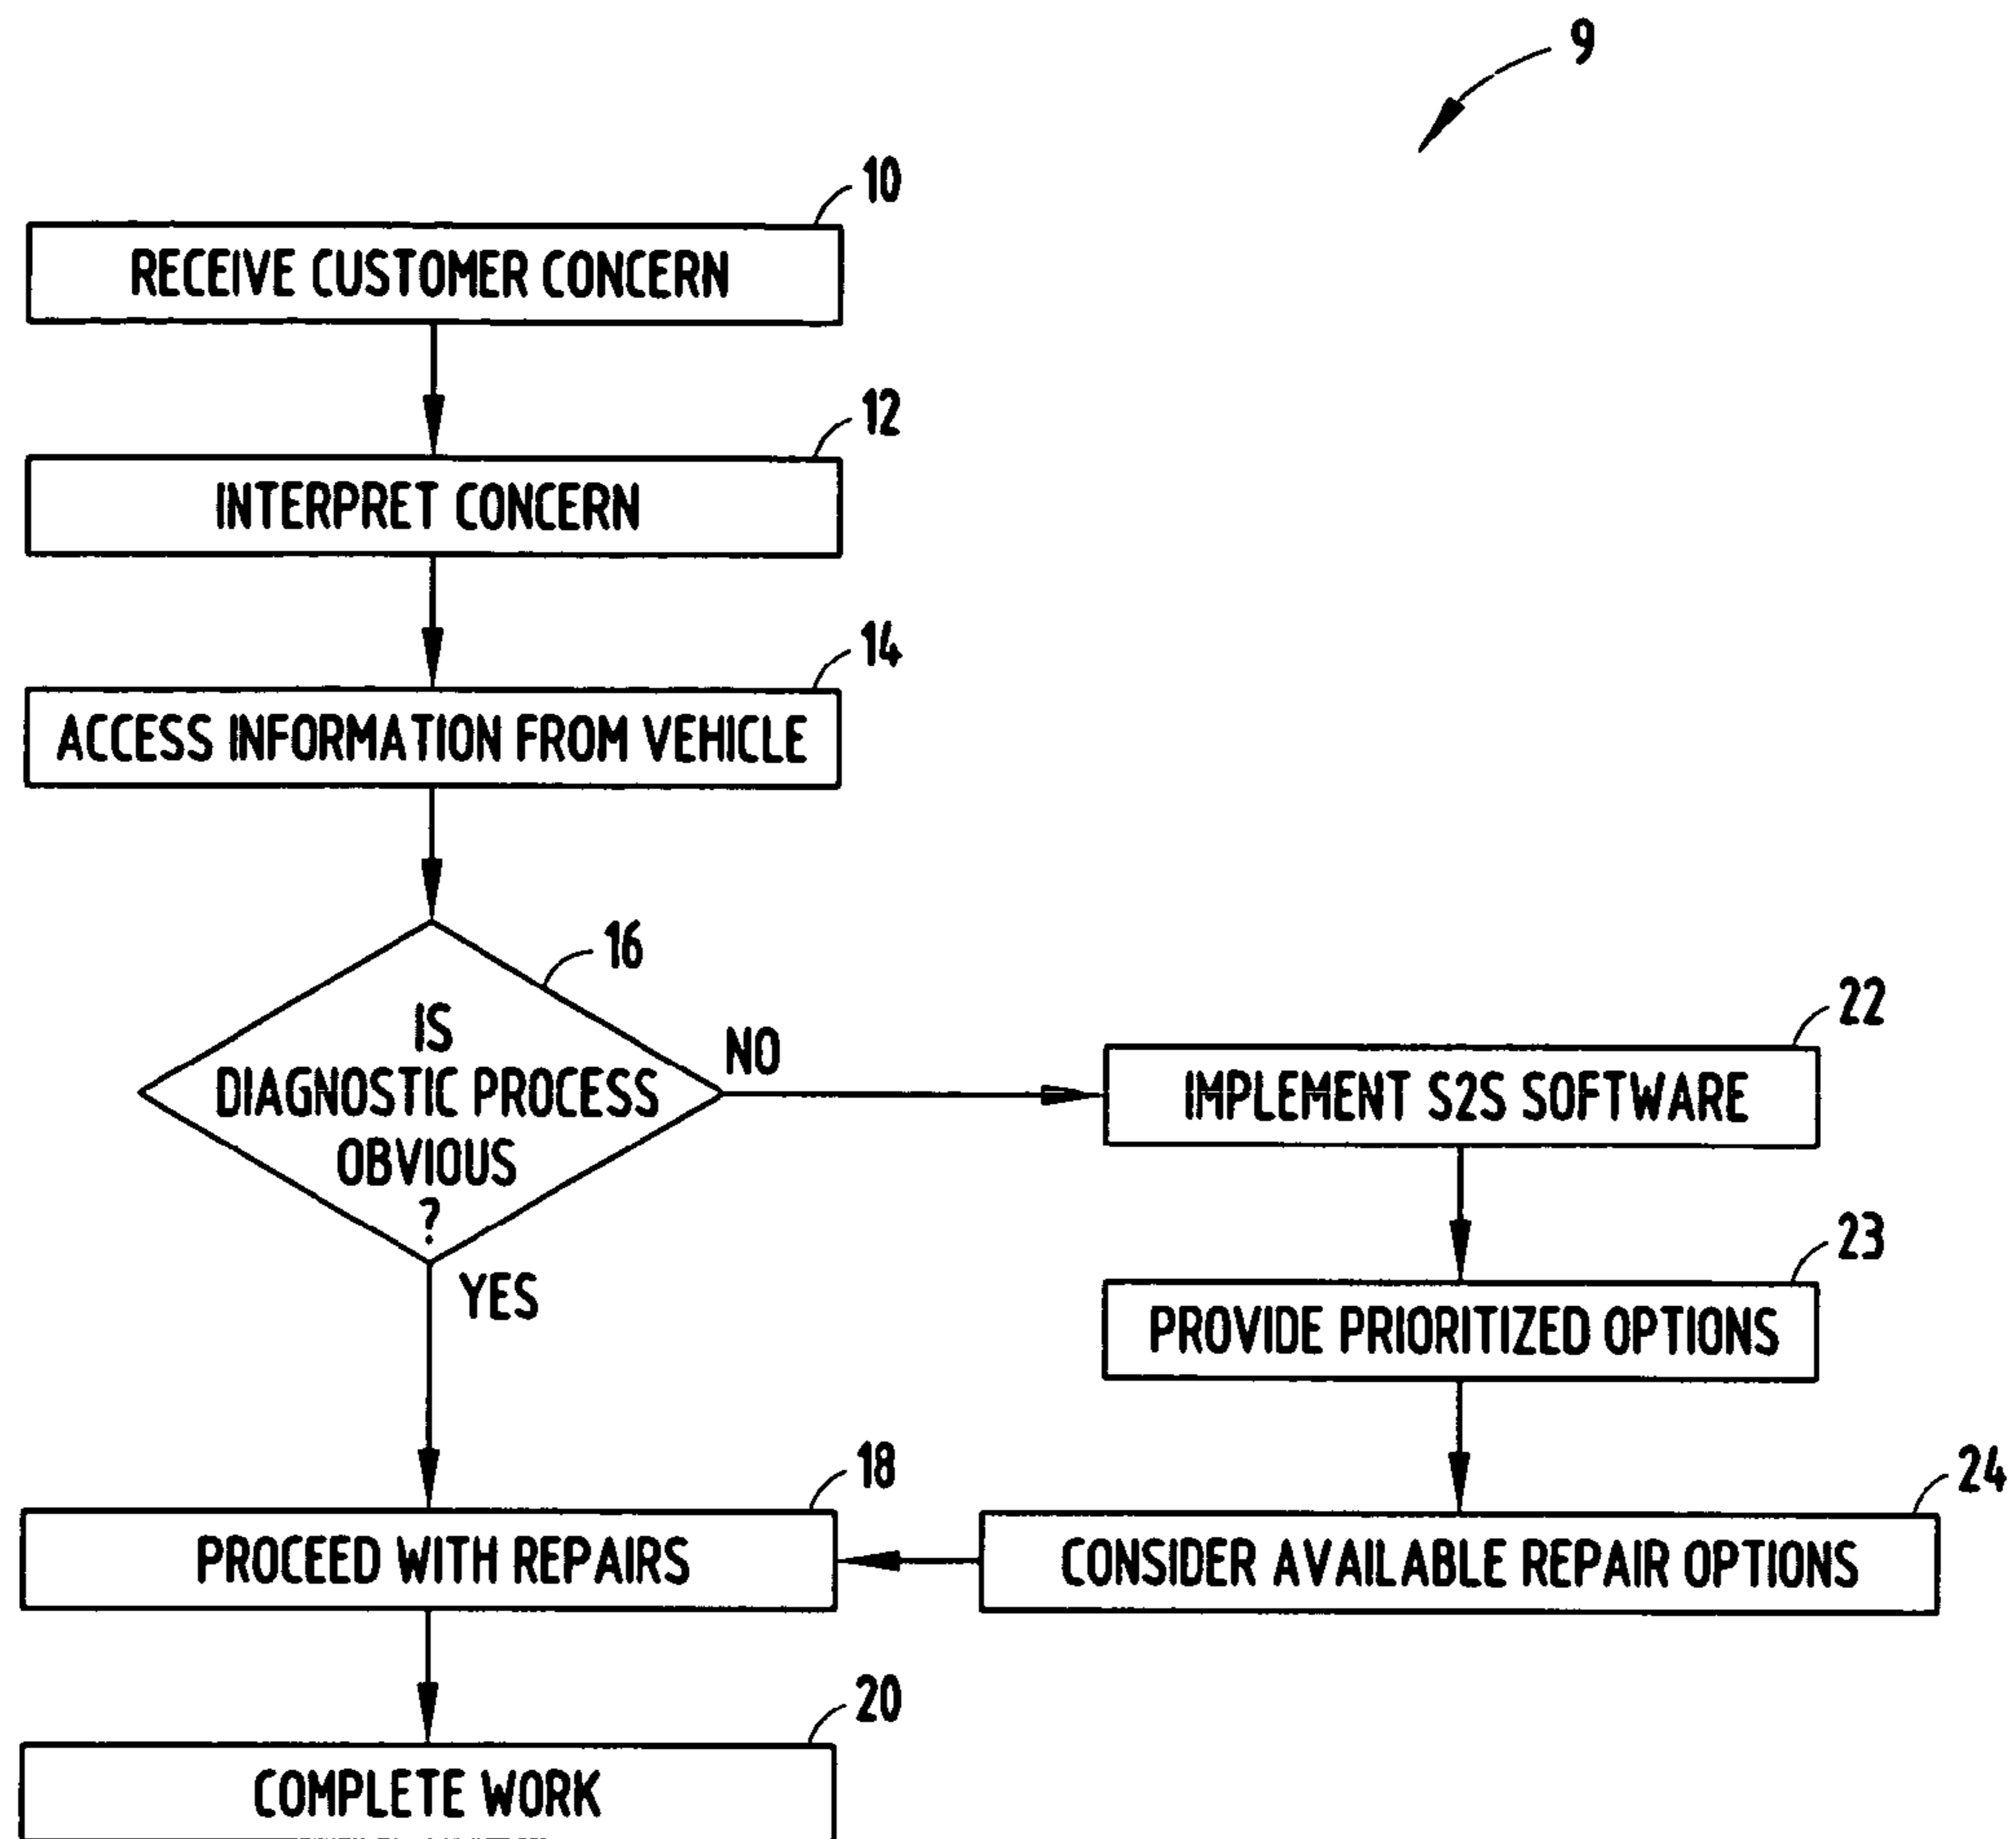 9
10
RECEIVE CUSTOMER CONCERN
12
INTERPRET CONCERN
14
ACCESS INFORMATION FROM VEHICLE
16
IS
DIAGNOSTIC PROCESS
OBVIOUS
?
NO
YES
22
IMPLEMENT S2S SOFTWARE
23
PROVIDE PRIORITIZED OPTIONS
24
CONSIDER AVAILABLE REPAIR OPTIONS
18
PROCEED WITH REPAIRS
20
COMPLETE WORK